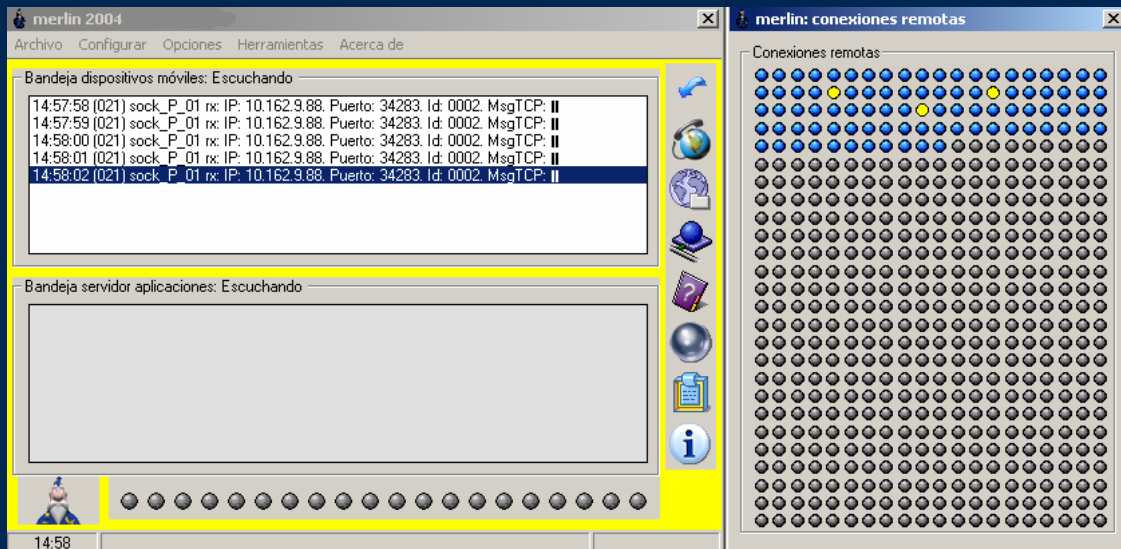 merlin 2004
Archivo Configurar Opciones Herramientas Acerca de
Bandeja dispositivos móviles: Escuchando
14:57:58 (021) sock_P_01 rx: IP: 10.162.9.88. Puerto: 34283. Id: 0002. MsgTCP: ||
14:57:59 (021) sock_P_01 rx: IP: 10.162.9.88. Puerto: 34283. Id: 0002. MsgTCP: ||
14:58:00 (021) sock_P_01 rx: IP: 10.162.9.88. Puerto: 34283. Id: 0002. MsgTCP: ||
14:58:01 (021) sock_P_01 rx: IP: 10.162.9.88. Puerto: 34283. Id: 0002. MsgTCP: ||
14:58:02 (021) sock_P_01 rx: IP: 10.162.9.88. Puerto: 34283. Id: 0002. MsgTCP: ||
Bandeja servidor aplicaciones: Escuchando
14:58
merlin: conexiones remotas
Conexiones remotas